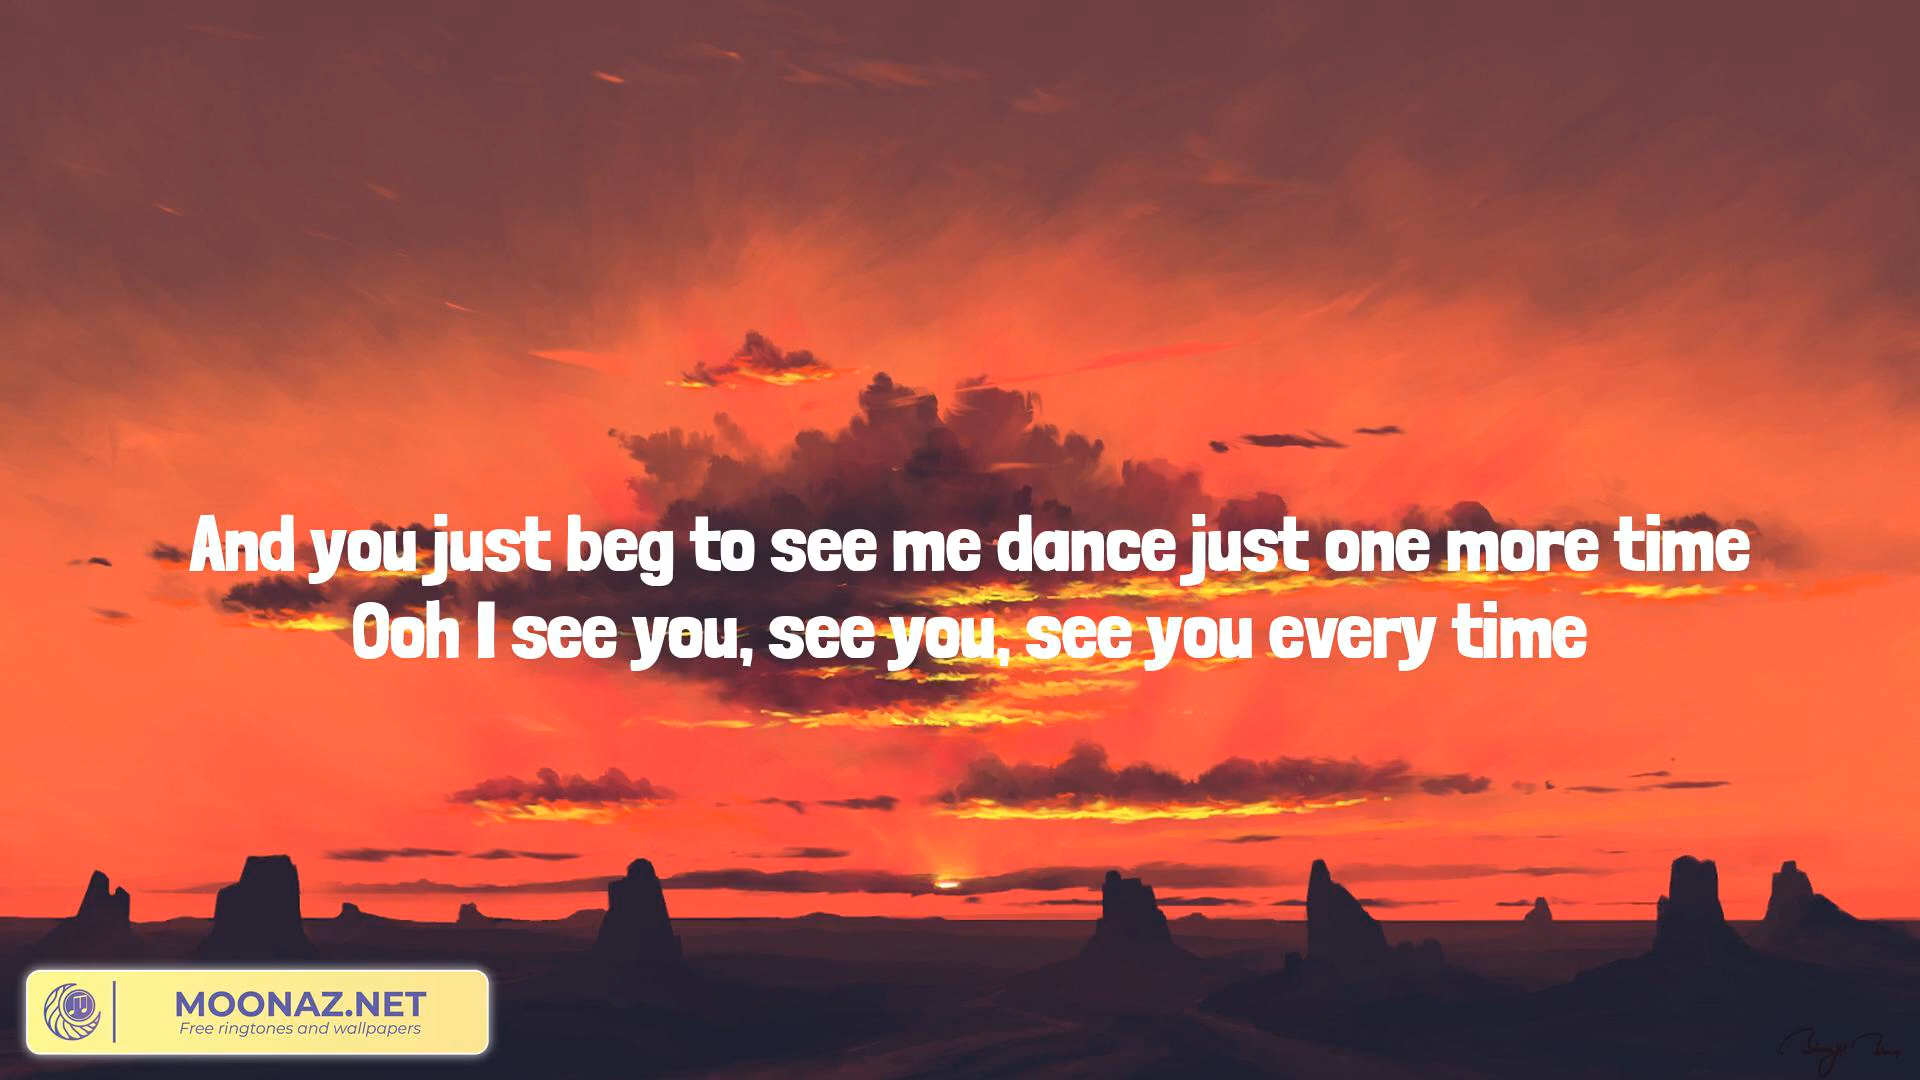 And you just beg to see me dance just one more time
Ooh I see you, see you, see you every time
MOONAZ.NET
Free ringtones and wallpapers